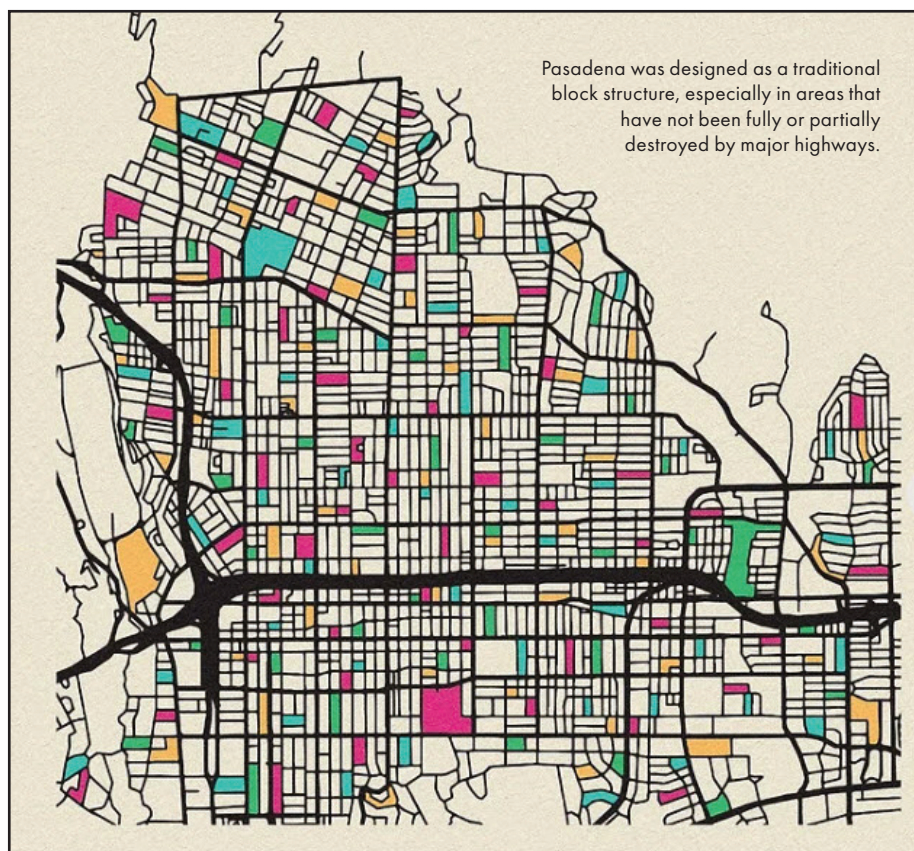 Pasadena was designed as a traditional
block structure, especially in areas that
have not been fully or partially
destroyed by major highways.